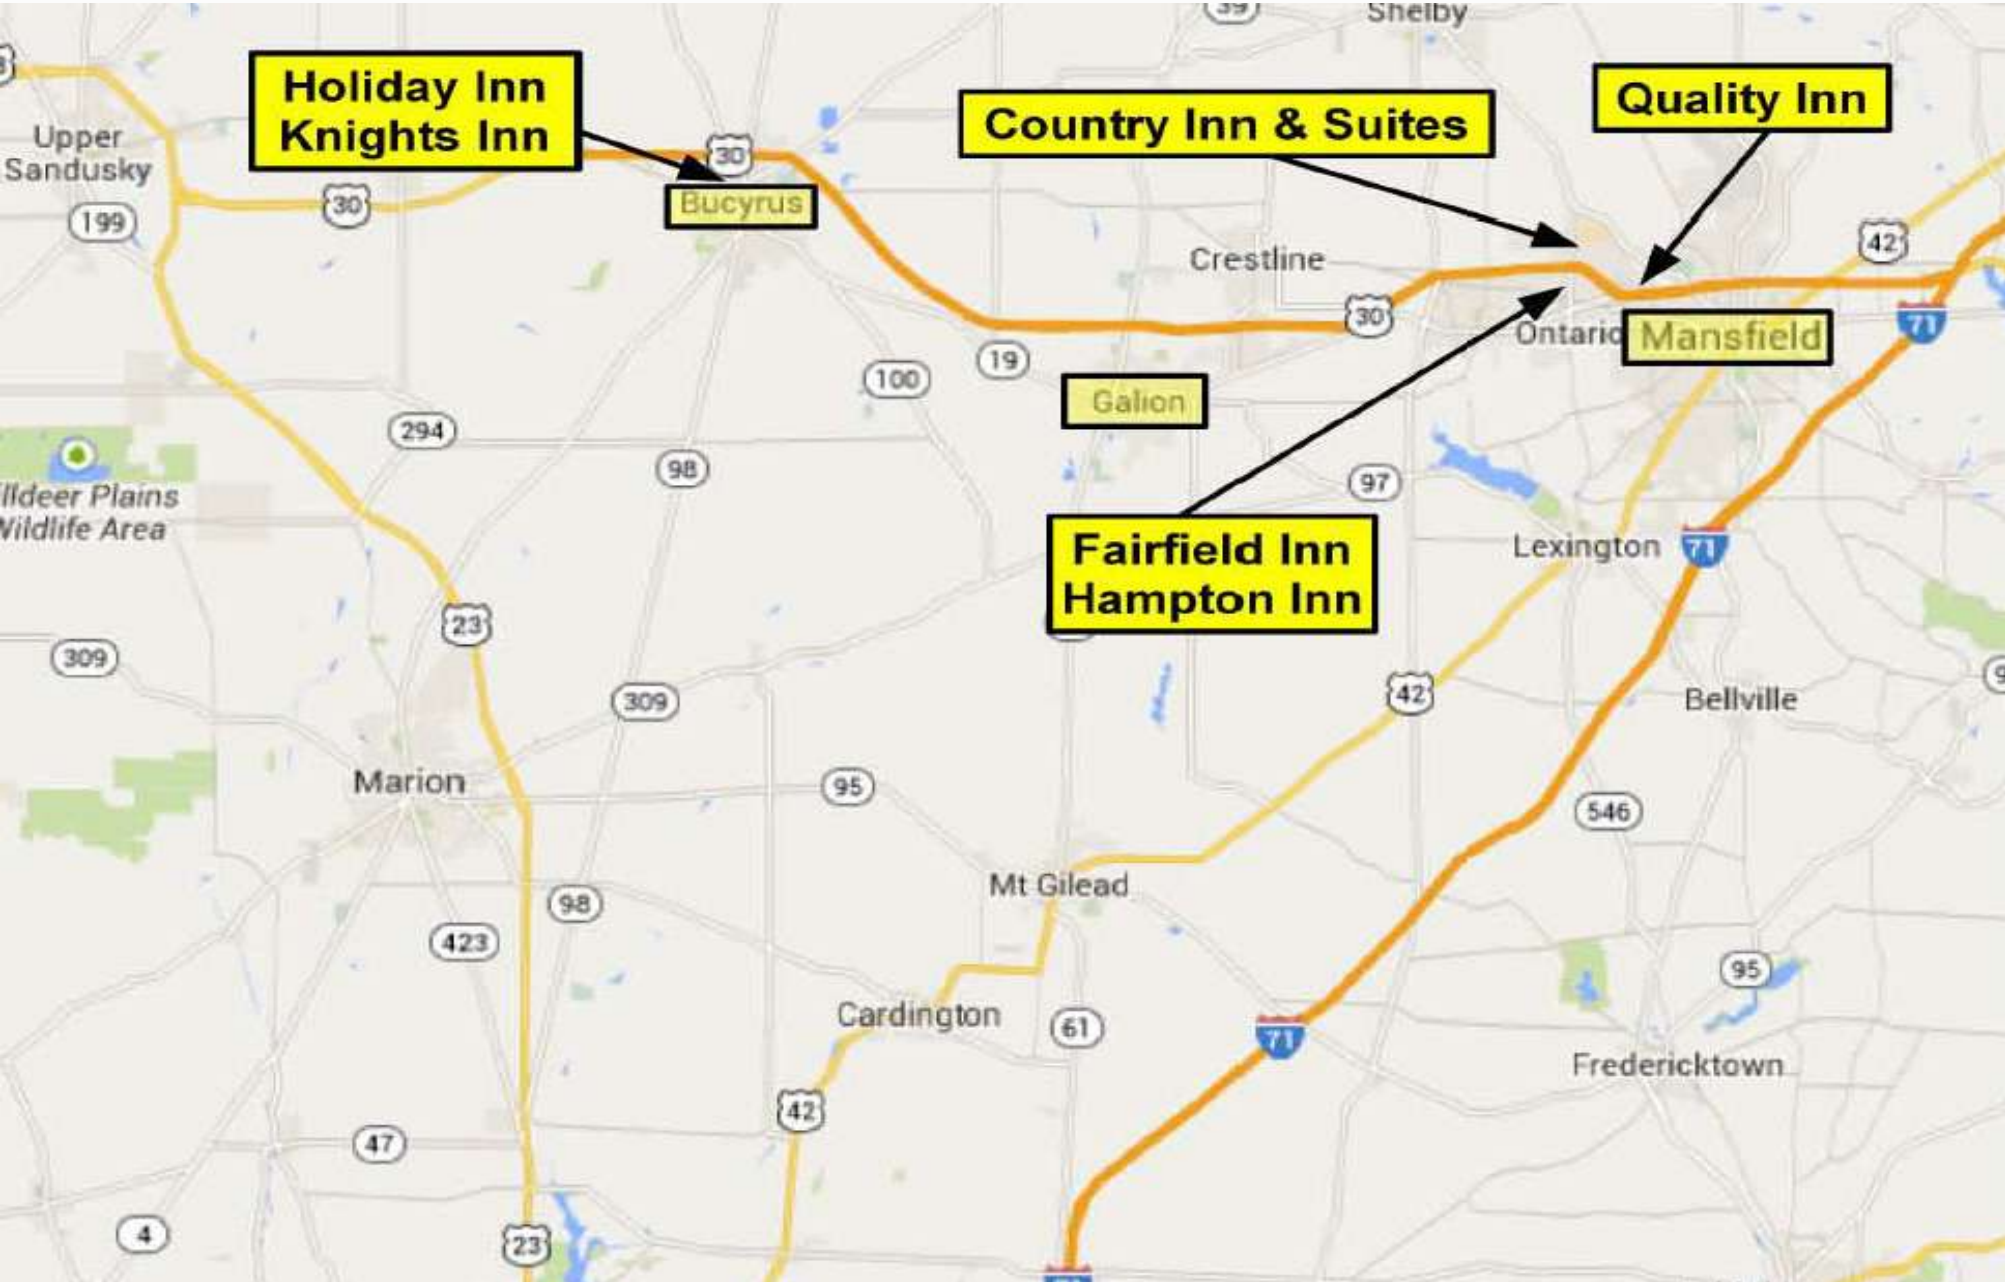 39
Shelby
Holiday Inn
Knights Inn
Country Inn & Suites
Quality Inn
Upper
Sandusky
30
30
Bucyrus
199
42
Crestline
30
Ontario
Mansfield
71
19
100
Galion
294
98
97
lldeer Plains
Wildlife Area
Fairfield Inn
Hampton Inn
Lexington
71
23
309
309
42
Bellville
Marion
95
546
Mt Gilead
98
423
95
Cardington
61
71
Fredericktown
42
47
4
23
71